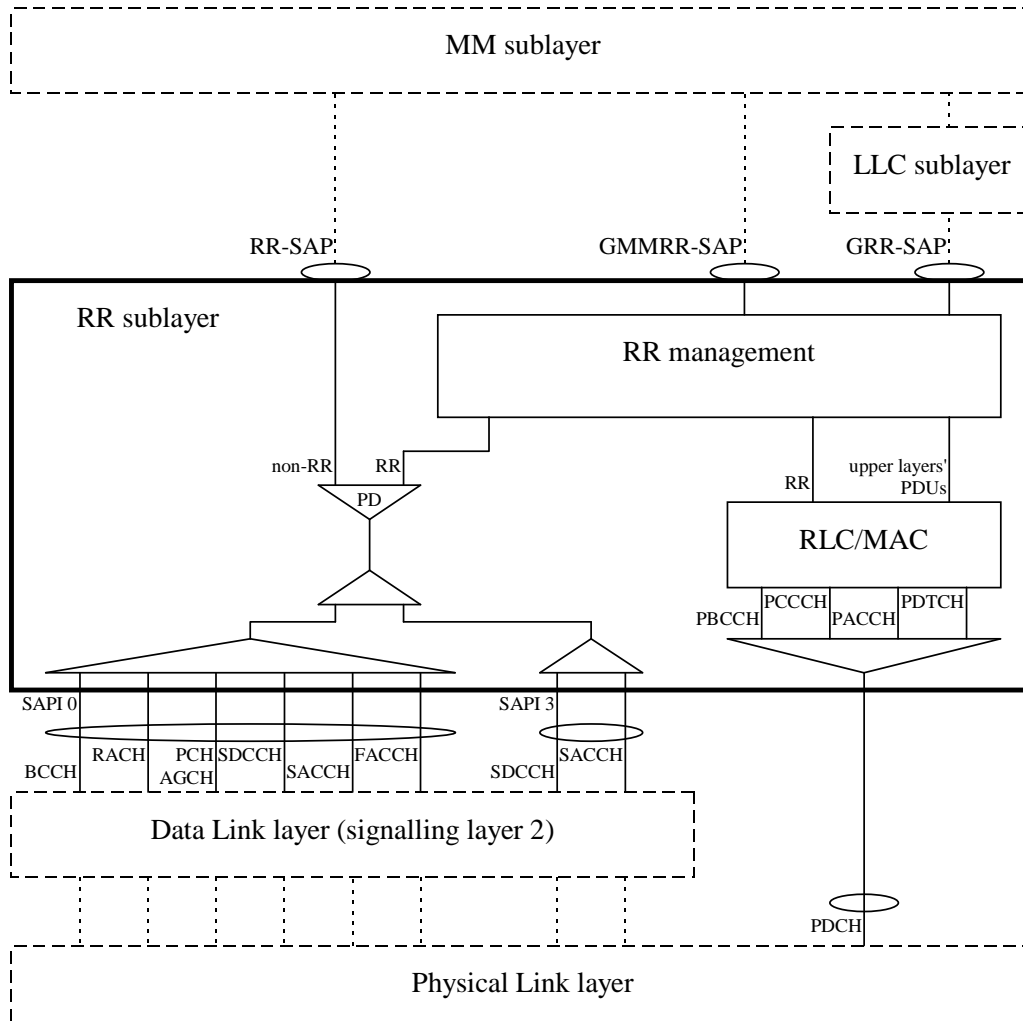 MM sublayer
LLC sublayer
RR-SAP
GMMRR-SAP
GRR-SAP
RR sublayer
RR management
non-RR
RR
PD
RR
upper layers'
PDUs
RLC/MAC
PBCCH
PCCCH
PACCH
PDTCH
SAPI 0
SAPI 3
BCCH
RACH
PCH
AGCH
SDCCH
SACCH
FACCH
SDCCH
SACCH
Data Link layer (signalling layer 2)
PDCH
Physical Link layer